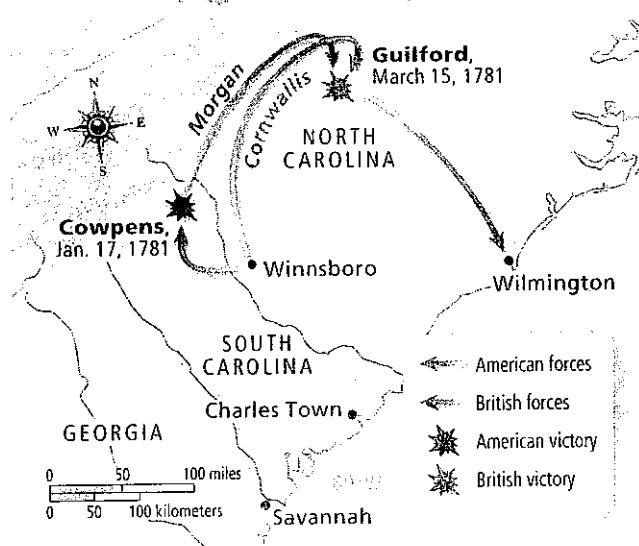 Guilford,
March 15, 1781
Morgan
Cornwallis
N
W
E
S
NORTH
CAROLINA
Cowpens,
Jan. 17, 1781
Winnsboro
Wilmington
SOUTH
CAROLINA
American forces
British forces
American victory
British victory
Charles Town
GEORGIA
0 50 100 miles
0 50 100 kilometers
Savannah